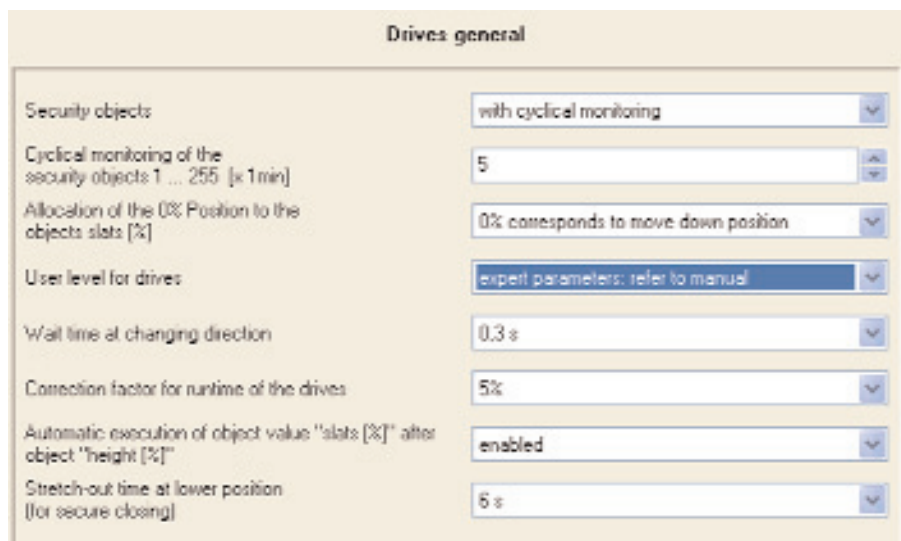 Drives general
Security objects
with cyclical monitoring
Cyclical monitoring of the
security objects 1 ... 255 [x 1min]
5
Allocation of the 0% Position to the
objects slats [%]
0% corresponds to move down position
User level for drives
expert parameters: refer to manual
Wait time at changing direction
0.3 s
Correction factor for runtime of the drives
5%
Automatic execution of object value "slats [%]" after
object "height [%]"
enabled
Stretch-out time at lower position
(for secure closing)
6 s